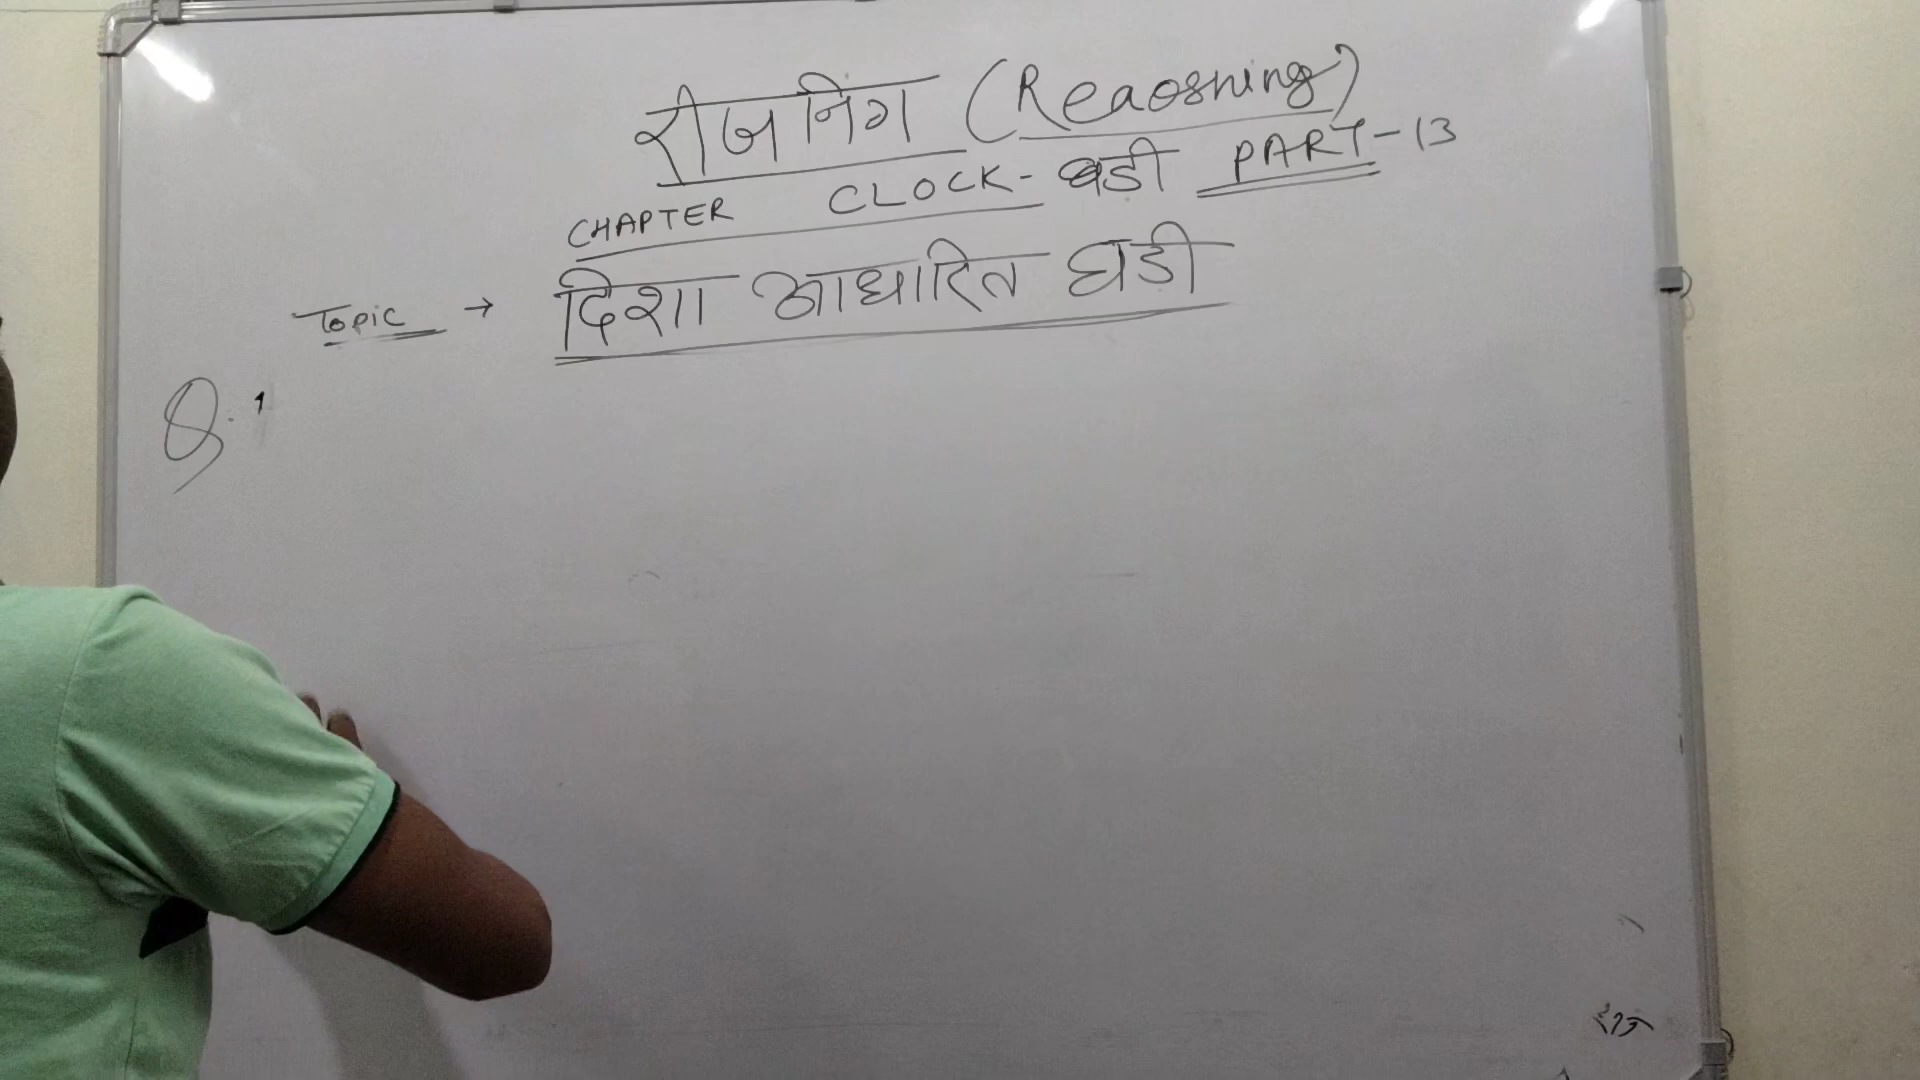 रीजनिग (Reaosning)
CHAPTER CLOCK - घडी PART-13
Topic → दिशा आधारित घडी
Q. 1